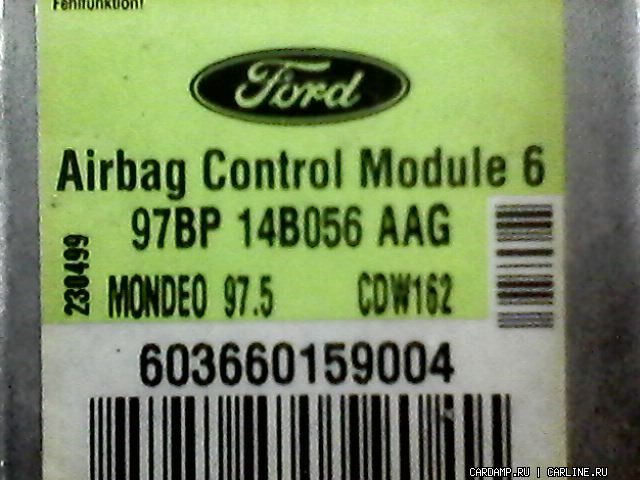 Fehlfunktion!
Ford
Airbag Control Module 6
97BP 14B056 AAG
230499
MONDEO 97.5 CDW162
603660159004
CARDAMP.RU | CARLINE.RU